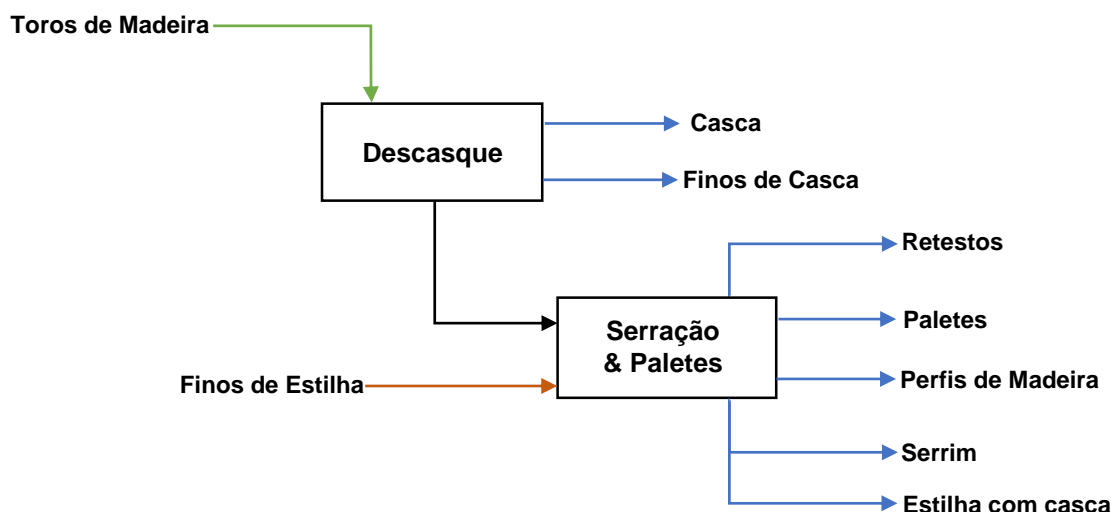 Toros de Madeira
Descasque
Casca
Finos de Casca
Retestos
Serração
& Paletes
Paletes
Perfis de Madeira
Finos de Estilha
Serrim
Estilha com casca